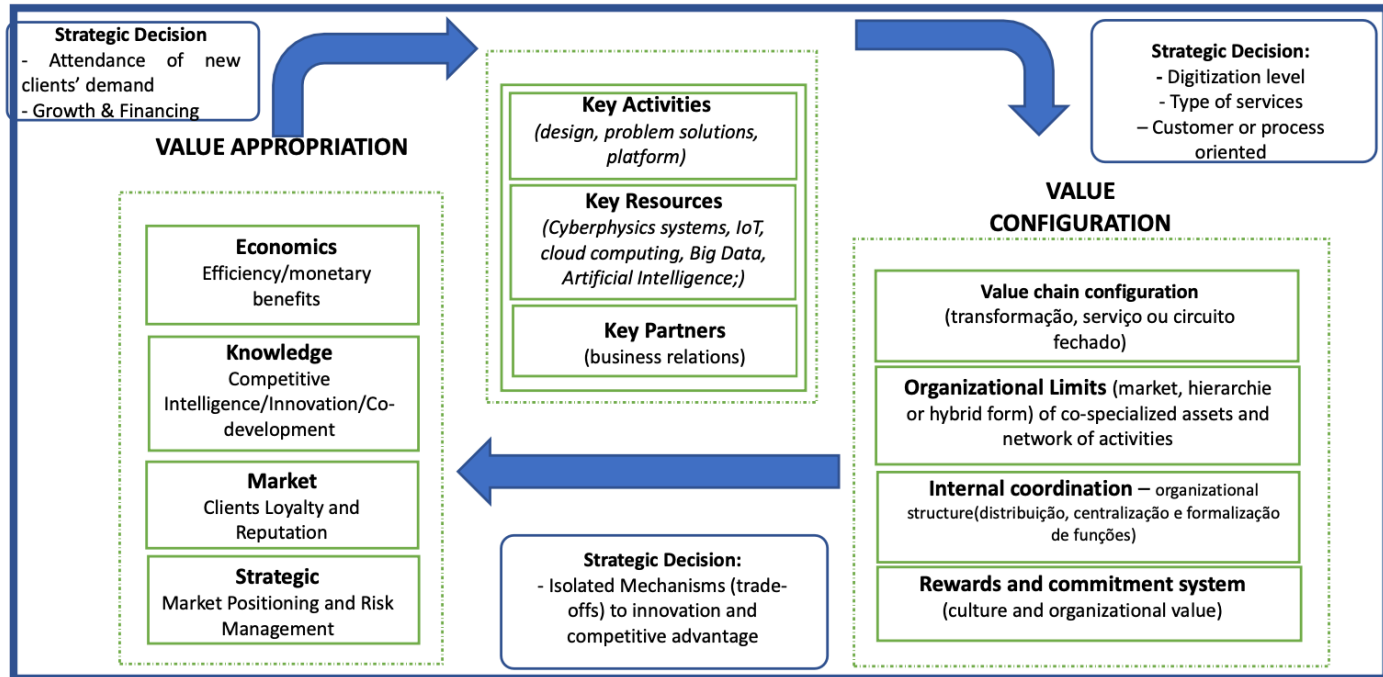 Strategic Decision
- Attendance of new
clients’ demand
- Growth & Financing
VALUE APPROPRIATION
Economics
Efficiency/monetary
benefits
Knowledge
Competitive
Intelligence/Innovation/Co-
development
Market
Clients Loyalty and
Reputation
Strategic
Market Positioning and Risk
Management
Key Activities
(design, problem solutions,
platform)
Key Resources
(Cyberphysics systems, IoT,
cloud computing, Big Data,
Artificial Intelligence;)
Key Partners
(business relations)
Strategic Decision:
- Digitization level
- Type of services
– Customer or process
oriented
VALUE
CONFIGURATION
Value chain configuration
(transformação, serviço ou circuito
fechado)
Organizational Limits (market, hierarchie
or hybrid form) of co-specialized assets and
network of activities
Internal coordination – organizational
structure(distribuição, centralização e formalização
de funções)
Rewards and commitment system
(culture and organizational value)
Strategic Decision:
- Isolated Mechanisms (trade-
offs) to innovation and
competitive advantage